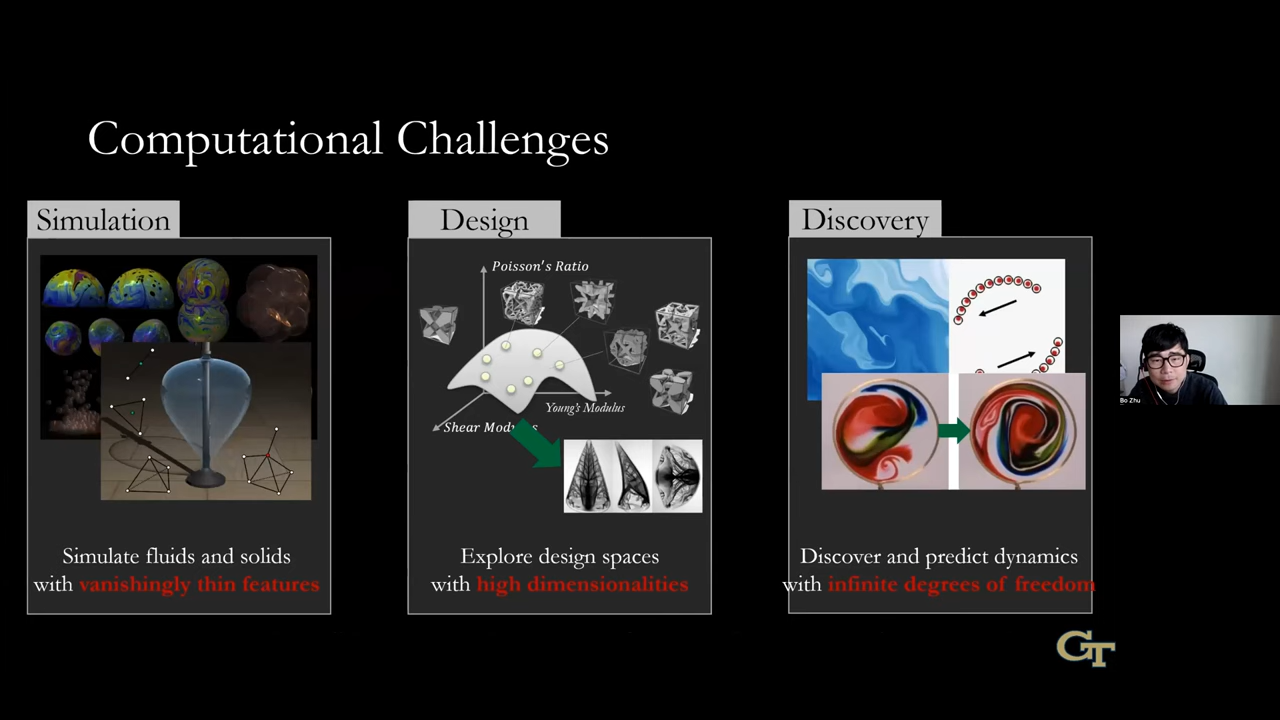 Computational Challenges
Simulation
Simulate fluids and solids
with vanishingly thin features
Design
Poisson's Ratio
Young's Modulus
Shear
Explore design spaces
with high dimensionalities
Discovery
Discover and predict dynamics
with infinite degrees of freedom
Bo Zhu
GT